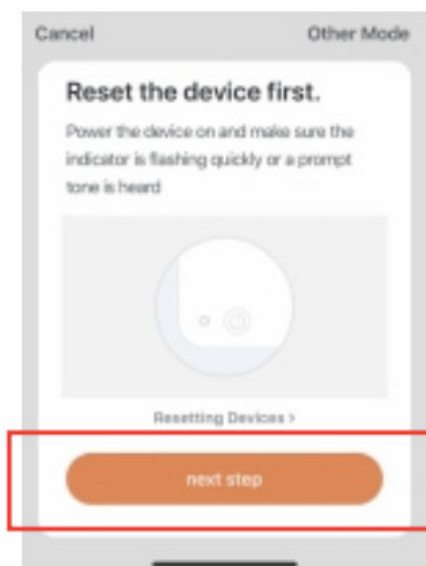 Cancel
Other Mode
Reset the device first.
Power the device on and make sure the
indicator is flashing quickly or a prompt
tone is heard
Resetting Devices >
next step